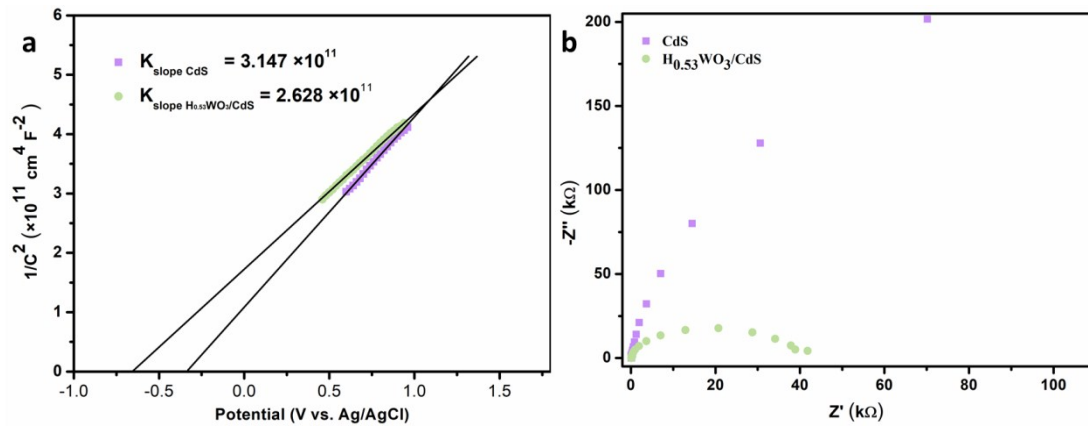 a
K slope CdS = 3.147 ×10^11
K slope H0.53WO3/CdS = 2.628 ×10^11
1/C^2 (×10^11 cm^4 F^-2)
6
5
4
3
2
1
0
-1.0 -0.5 0.0 0.5 1.0 1.5
Potential (V vs. Ag/AgCl)
b
CdS
H0.53WO3/CdS
-Z'' (kΩ)
200
150
100
50
0
0 20 40 60 80 100
Z' (kΩ)